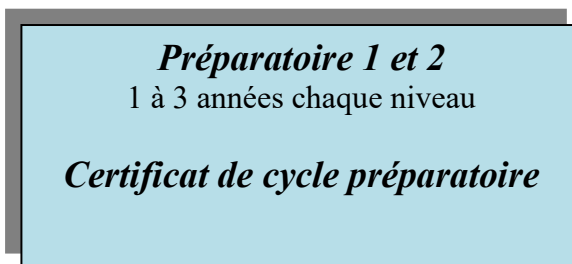 Préparatoire 1 et 2
1 à 3 années chaque niveau
Certificat de cycle préparatoire